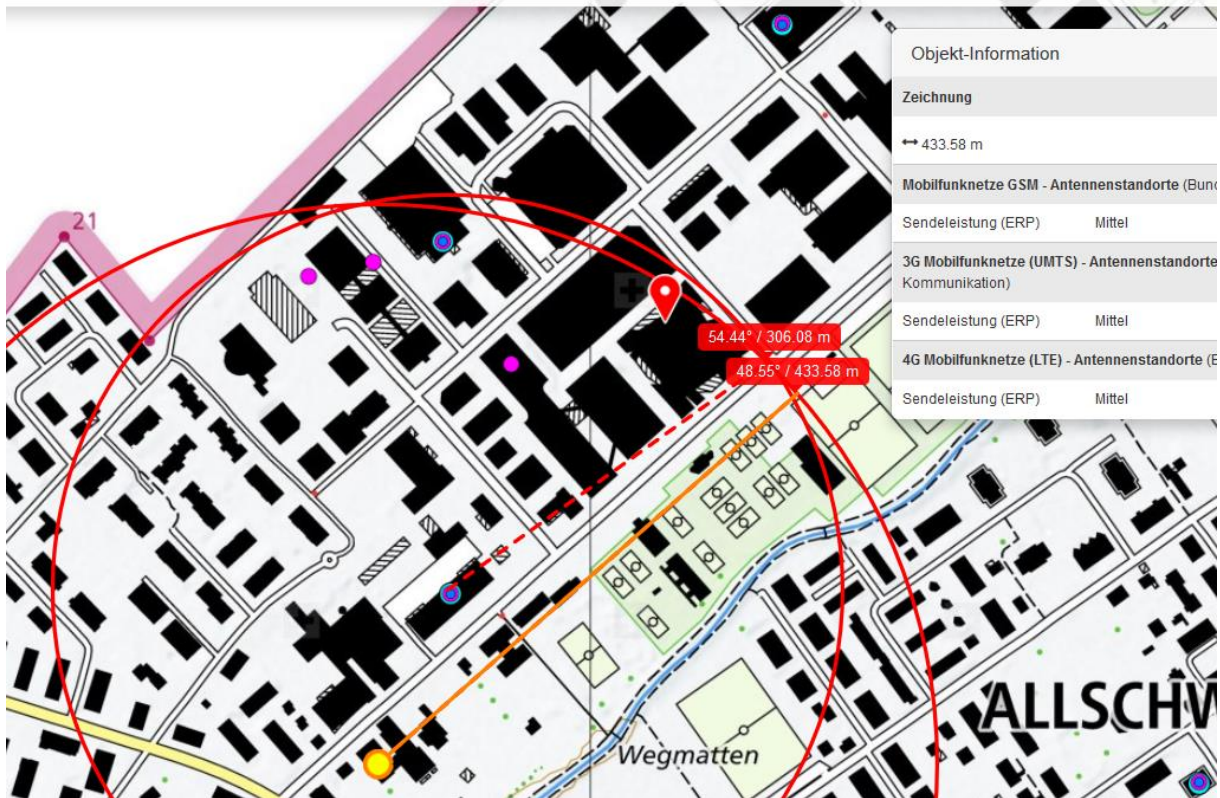 Objekt-Information
Zeichnung
433.58 m
Mobilfunknetze GSM - Antennenstandorte (Bund
Sendeleistung (ERP) Mittel
3G Mobilfunknetze (UMTS) - Antennenstandorte
Kommunikation)
Sendeleistung (ERP) Mittel
4G Mobilfunknetze (LTE) - Antennenstandorte (B
Sendeleistung (ERP) Mittel
21
54.44° / 306.08 m
48.55° / 433.58 m
ALLSCHW
Wegmatten